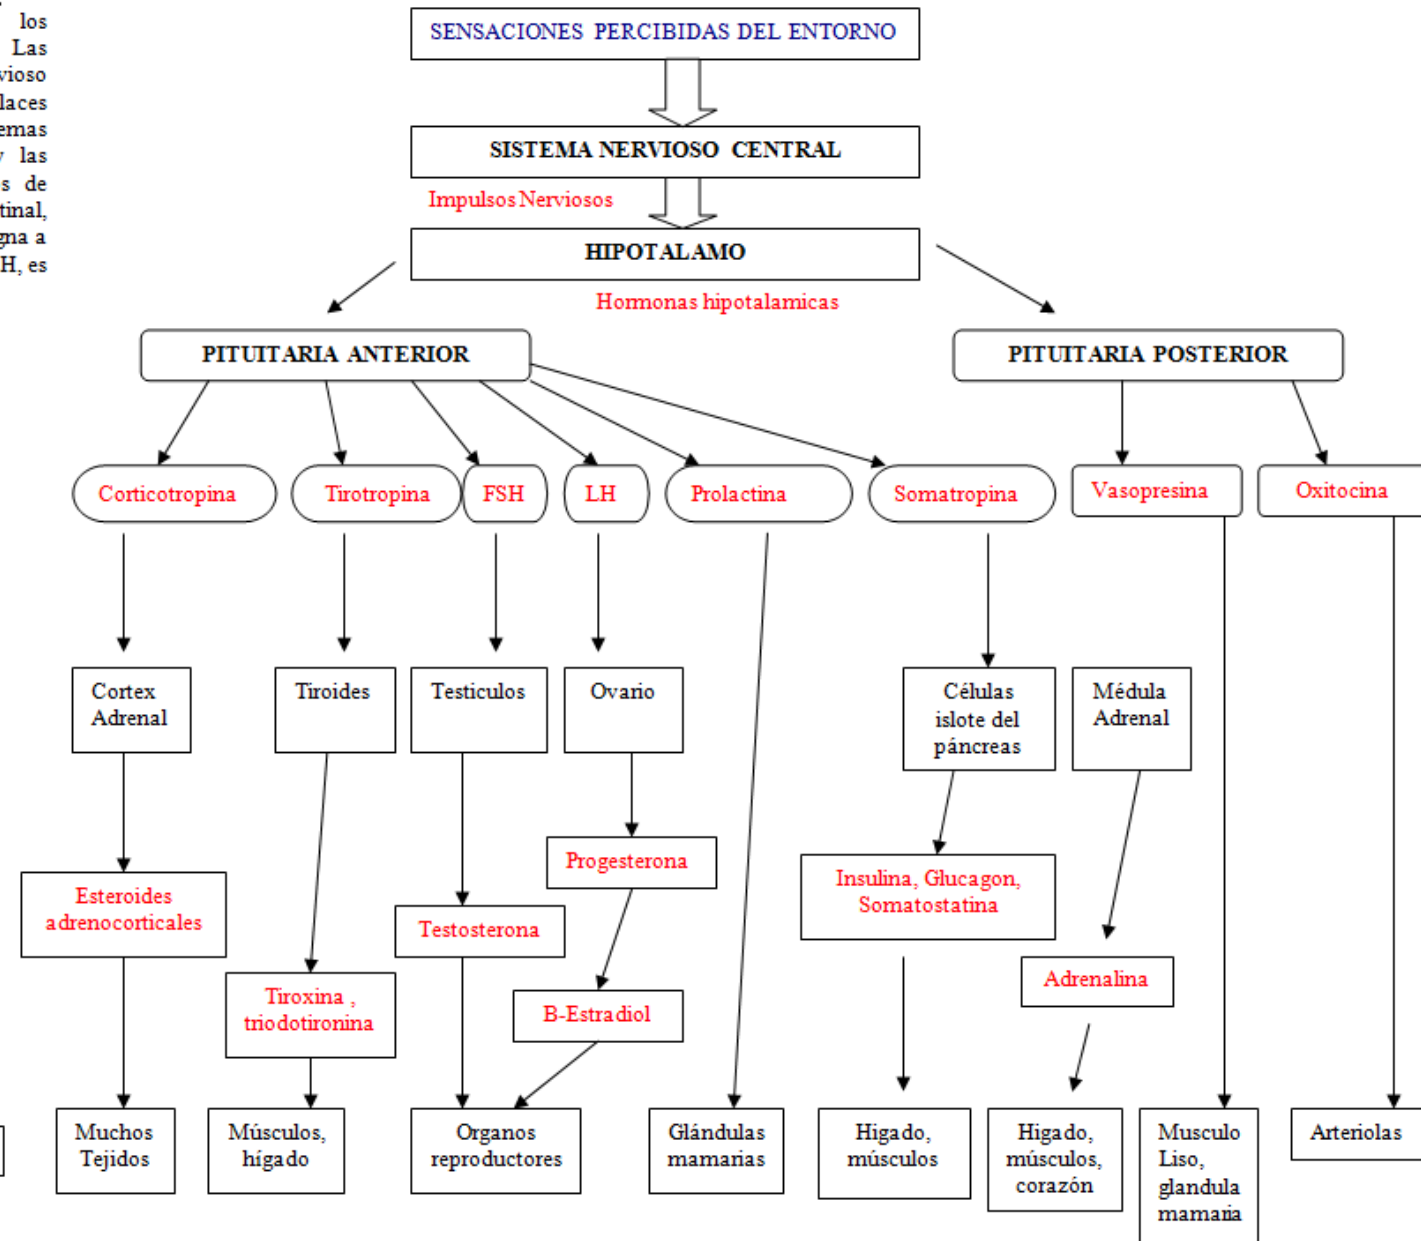 los
Las
vioso
laces
emas
y las
s de
tinal,
gna a
H, es
SENSACIONES PERCIBIDAS DEL ENTORNO
SISTEMA NERVIOSO CENTRAL
Impulsos Nerviosos
HIPOTALAMO
Hormonas hipotalamicas
PITUITARIA ANTERIOR
PITUITARIA POSTERIOR
Corticotropina
Tirotropina
FSH
LH
Prolactina
Somatropina
Vasopresina
Oxitocina
Cortex
Adrenal
Tiroides
Testiculos
Ovario
Células
islote del
páncreas
Médula
Adrenal
Esteroides
adrenocorticales
Tiroxina ,
triodotironina
Testosterona
Progesterona
B-Estradiol
Insulina, Glucagon,
Somatostatina
Adrenalina
Muchos
Tejidos
Músculos,
hígado
Organos
reproductores
Glándulas
mamarias
Higado,
músculos
Higado,
músculos,
corazón
Musculo
Liso,
glandula
mamaria
Arteriolas